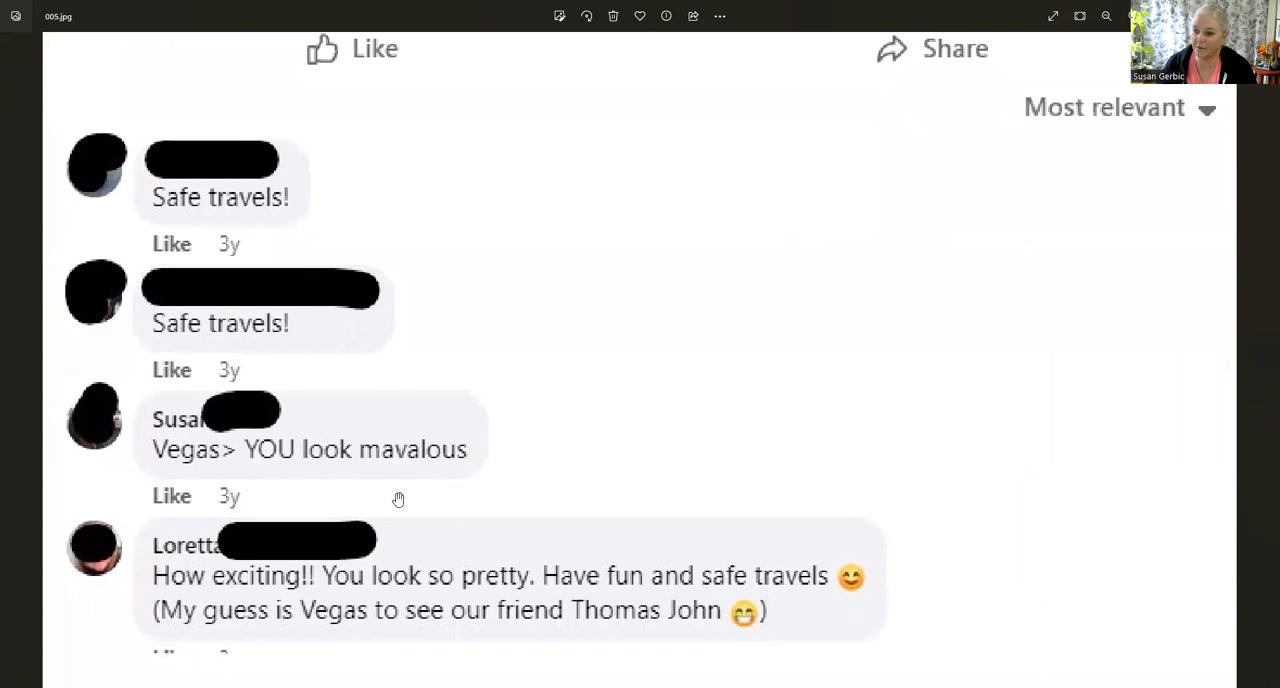 005.jpg
Susan Gerbic
Like
Share
Most relevant
Safe travels!
Like 3y
Safe travels!
Like 3y
Vegas> YOU look mavalous
Like 3y
Loretta
How exciting!! You look so pretty. Have fun and safe travels 😊
(My guess is Vegas to see our friend Thomas John 😁)